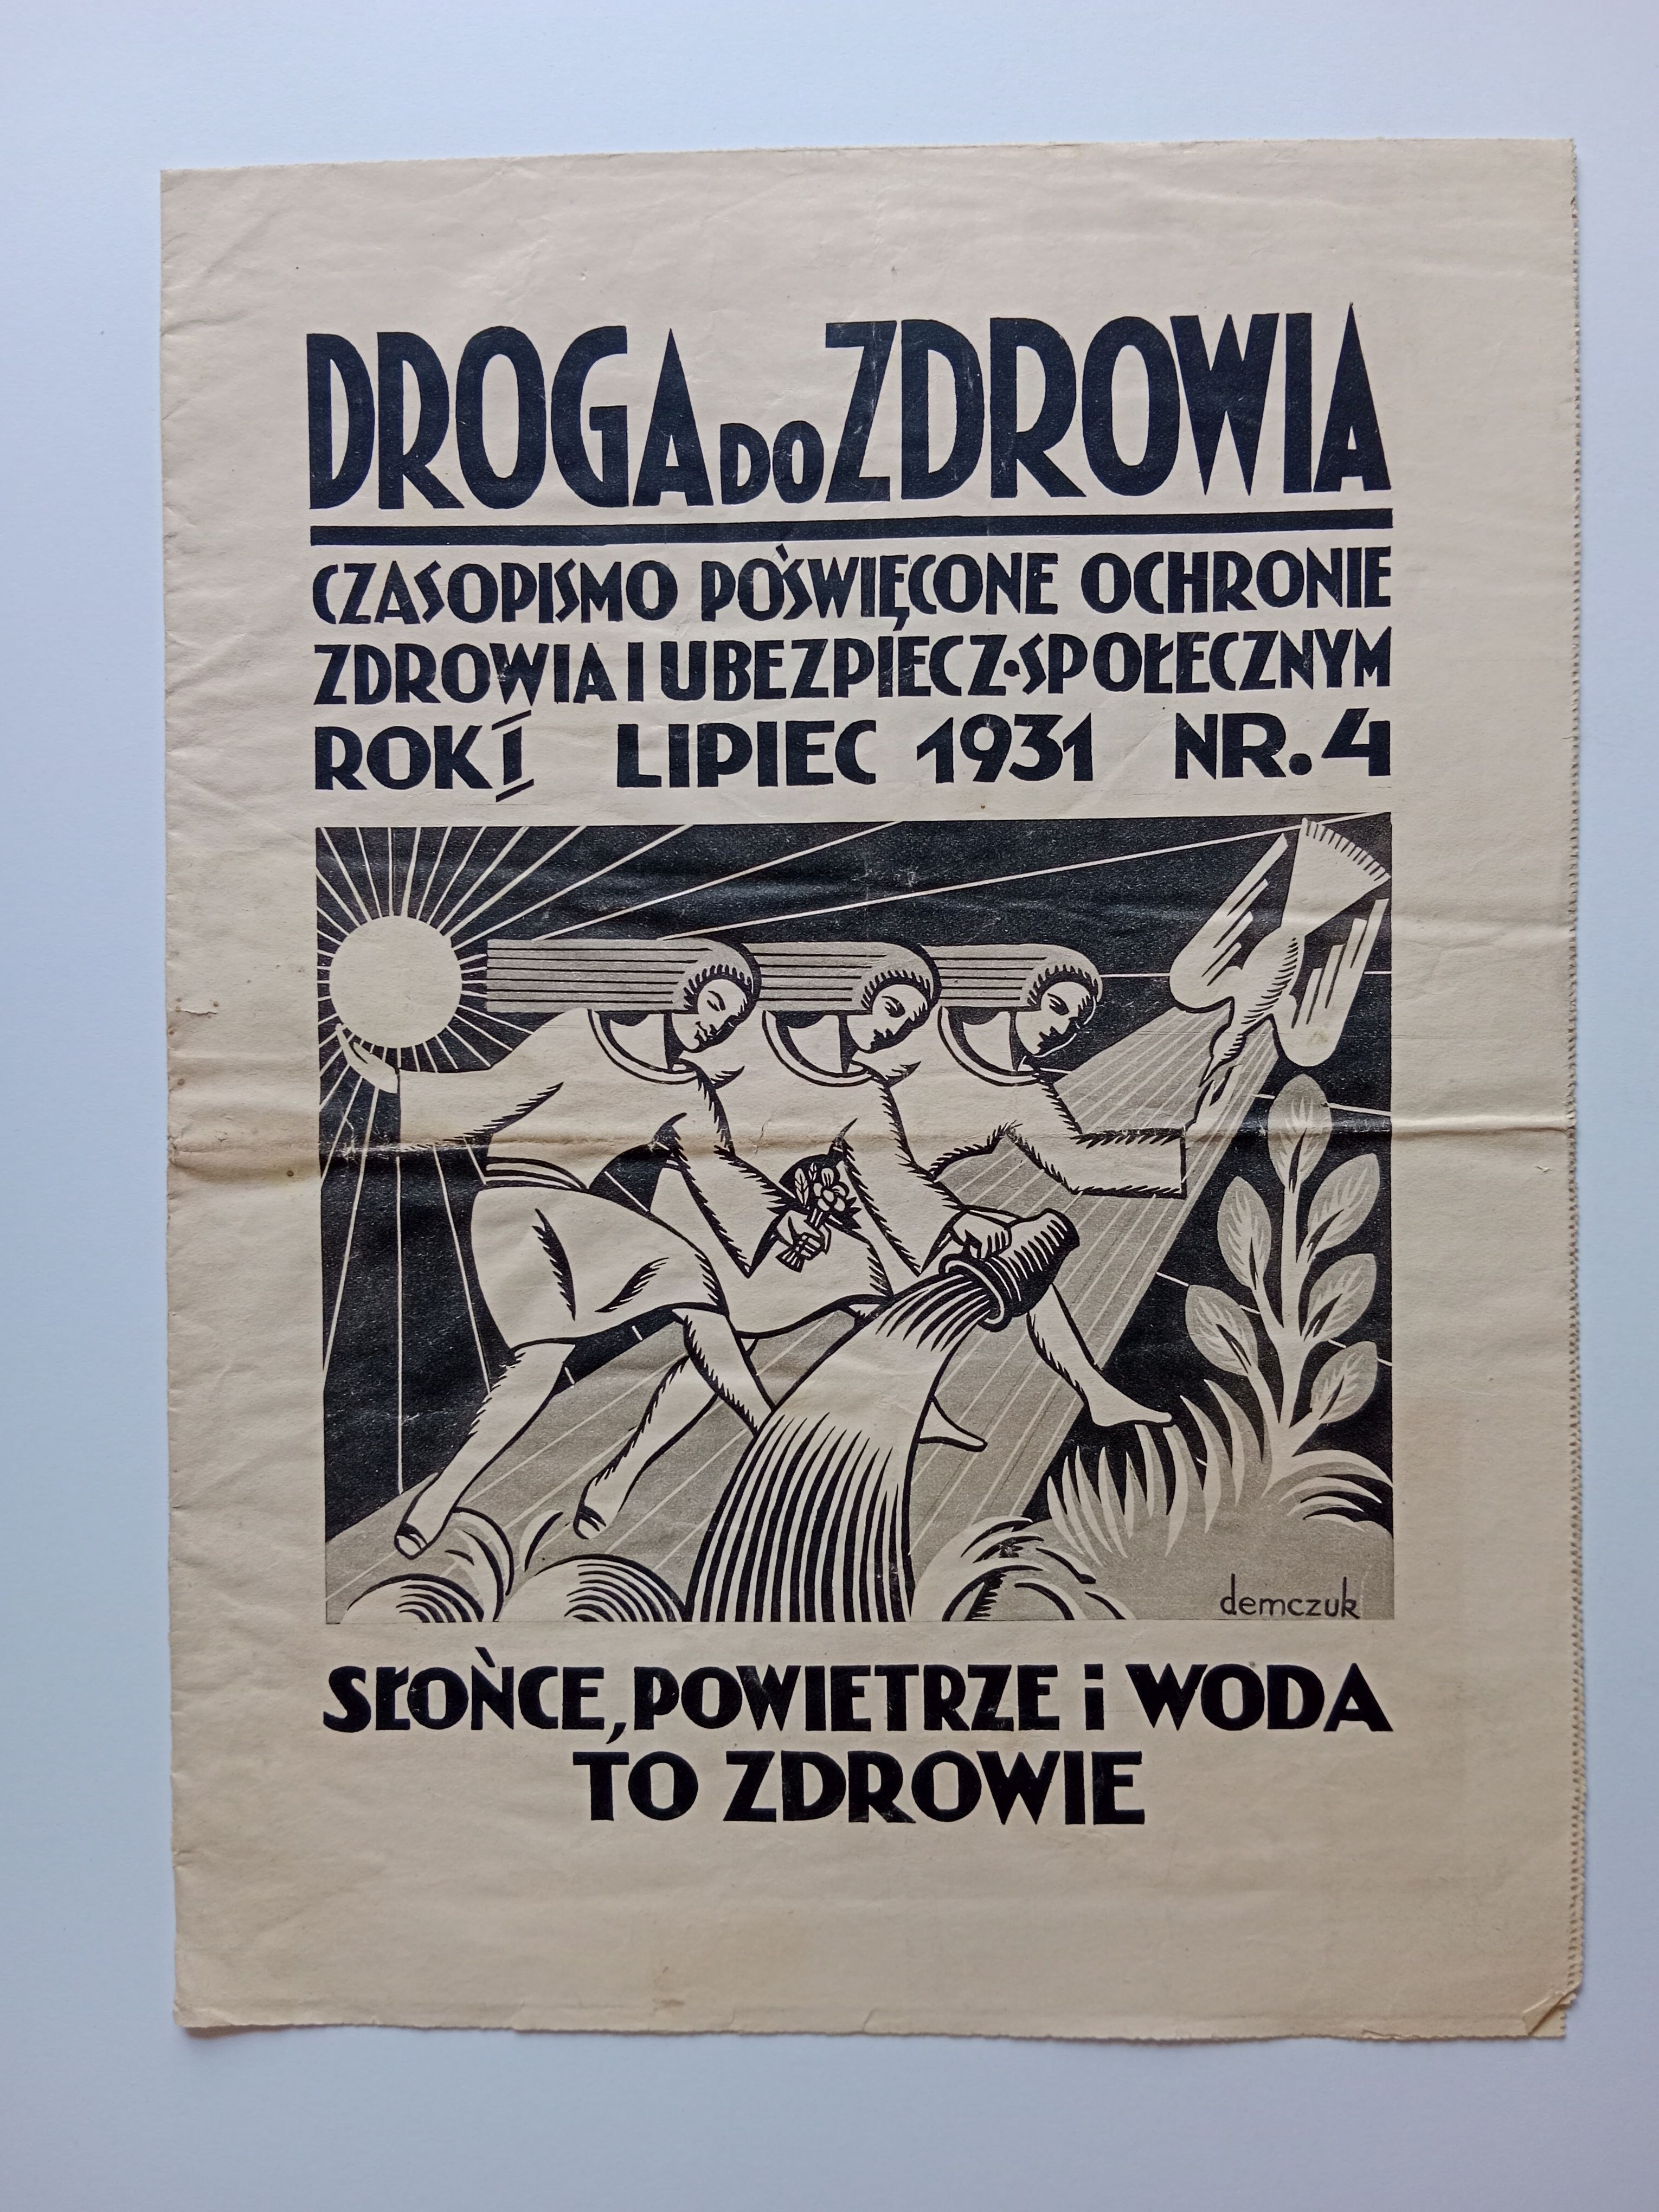 DROGA DO ZDROWIA
CZASOPISMO POŚWIĘCONE OCHRONIE
ZDROWIA I UBEZPIECZ·SPOŁECZNYM
ROK I LIPIEC 1931 NR. 4
demczuk
SŁOŃCE, POWIETRZE i WODA
TO ZDROWIE